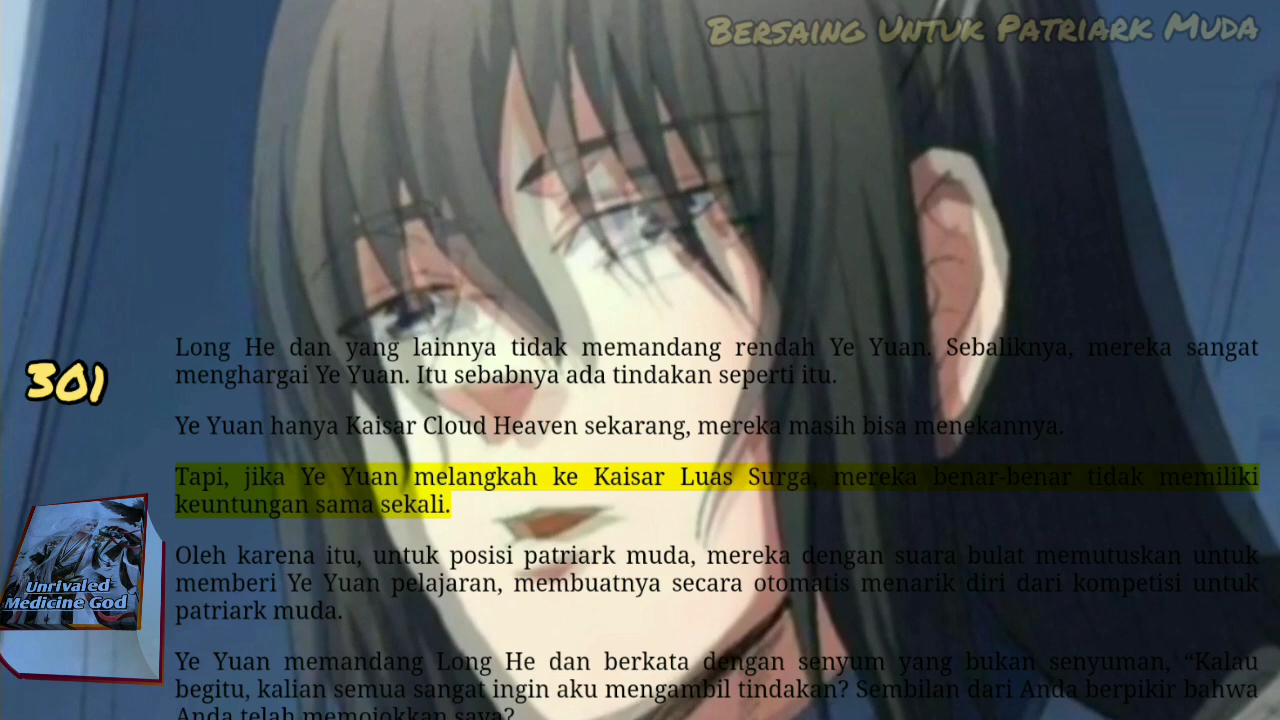 Bersaing Untuk Patriark Muda
Long He dan yang lainnya tidak memandang rendah Ye Yuan. Sebaliknya, mereka sangat
menghargai Ye Yuan. Itu sebabnya ada tindakan seperti itu.
301
Ye Yuan hanya Kaisar Cloud Heaven sekarang, mereka masih bisa menekannya.
Tapi, jika Ye Yuan melangkah ke Kaisar Luas Surga, mereka benar-benar tidak memiliki
keuntungan sama sekali.
Oleh karena itu, untuk posisi patriark muda, mereka dengan suara bulat memutuskan untuk
memberi Ye Yuan pelajaran, membuatnya secara otomatis menarik diri dari kompetisi untuk
patriark muda.
Unrivaled
Medicine God
Ye Yuan memandang Long He dan berkata dengan senyum yang bukan senyuman, “Kalau
begitu, kalian semua sangat ingin aku mengambil tindakan? Sembilan dari Anda berpikir bahwa
Anda telah memojokkan saya?